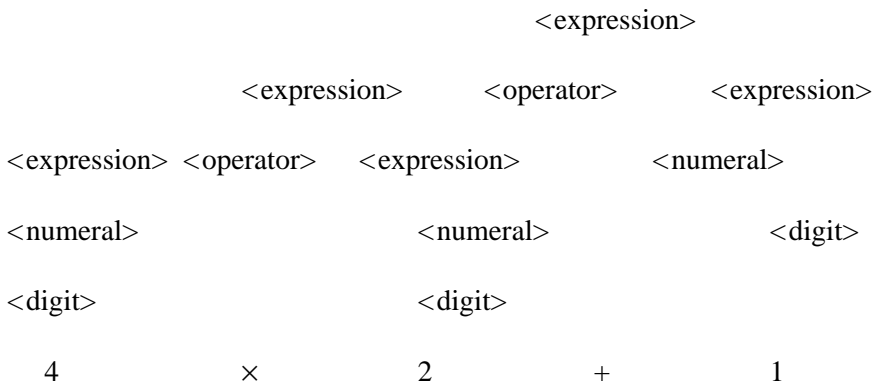 <expression>
<expression> <operator> <expression>
<expression> <operator> <expression> <numeral>
<numeral> <numeral> <digit>
<digit> <digit>
4 × 2 + 1